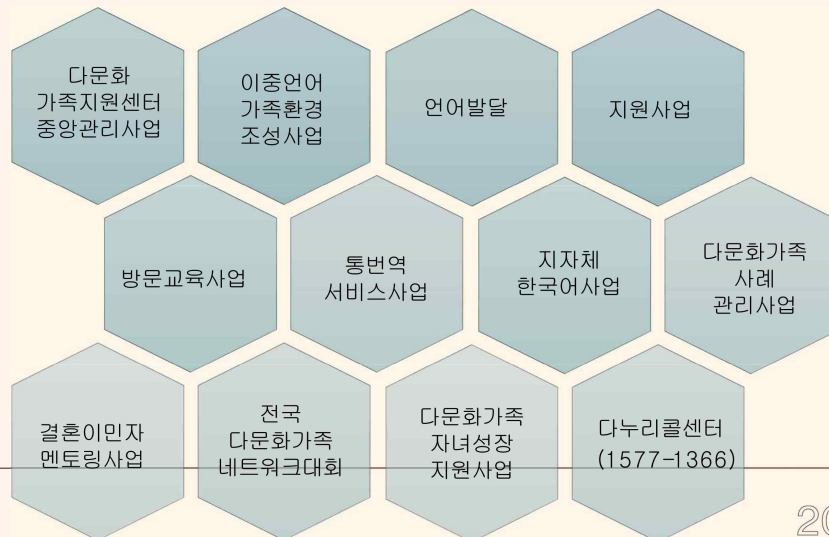 다문화
가족지원센터
중앙관리사업
이중언어
가족환경
조성사업
언어발달
지원사업
방문교육사업
통번역
서비스사업
지자체
한국어사업
다문화가족
사례
관리사업
결혼이민자
멘토링사업
전국
다문화가족
네트워크대회
다문화가족
자녀성장
지원사업
다누리콜센터
(1577-1366)
20